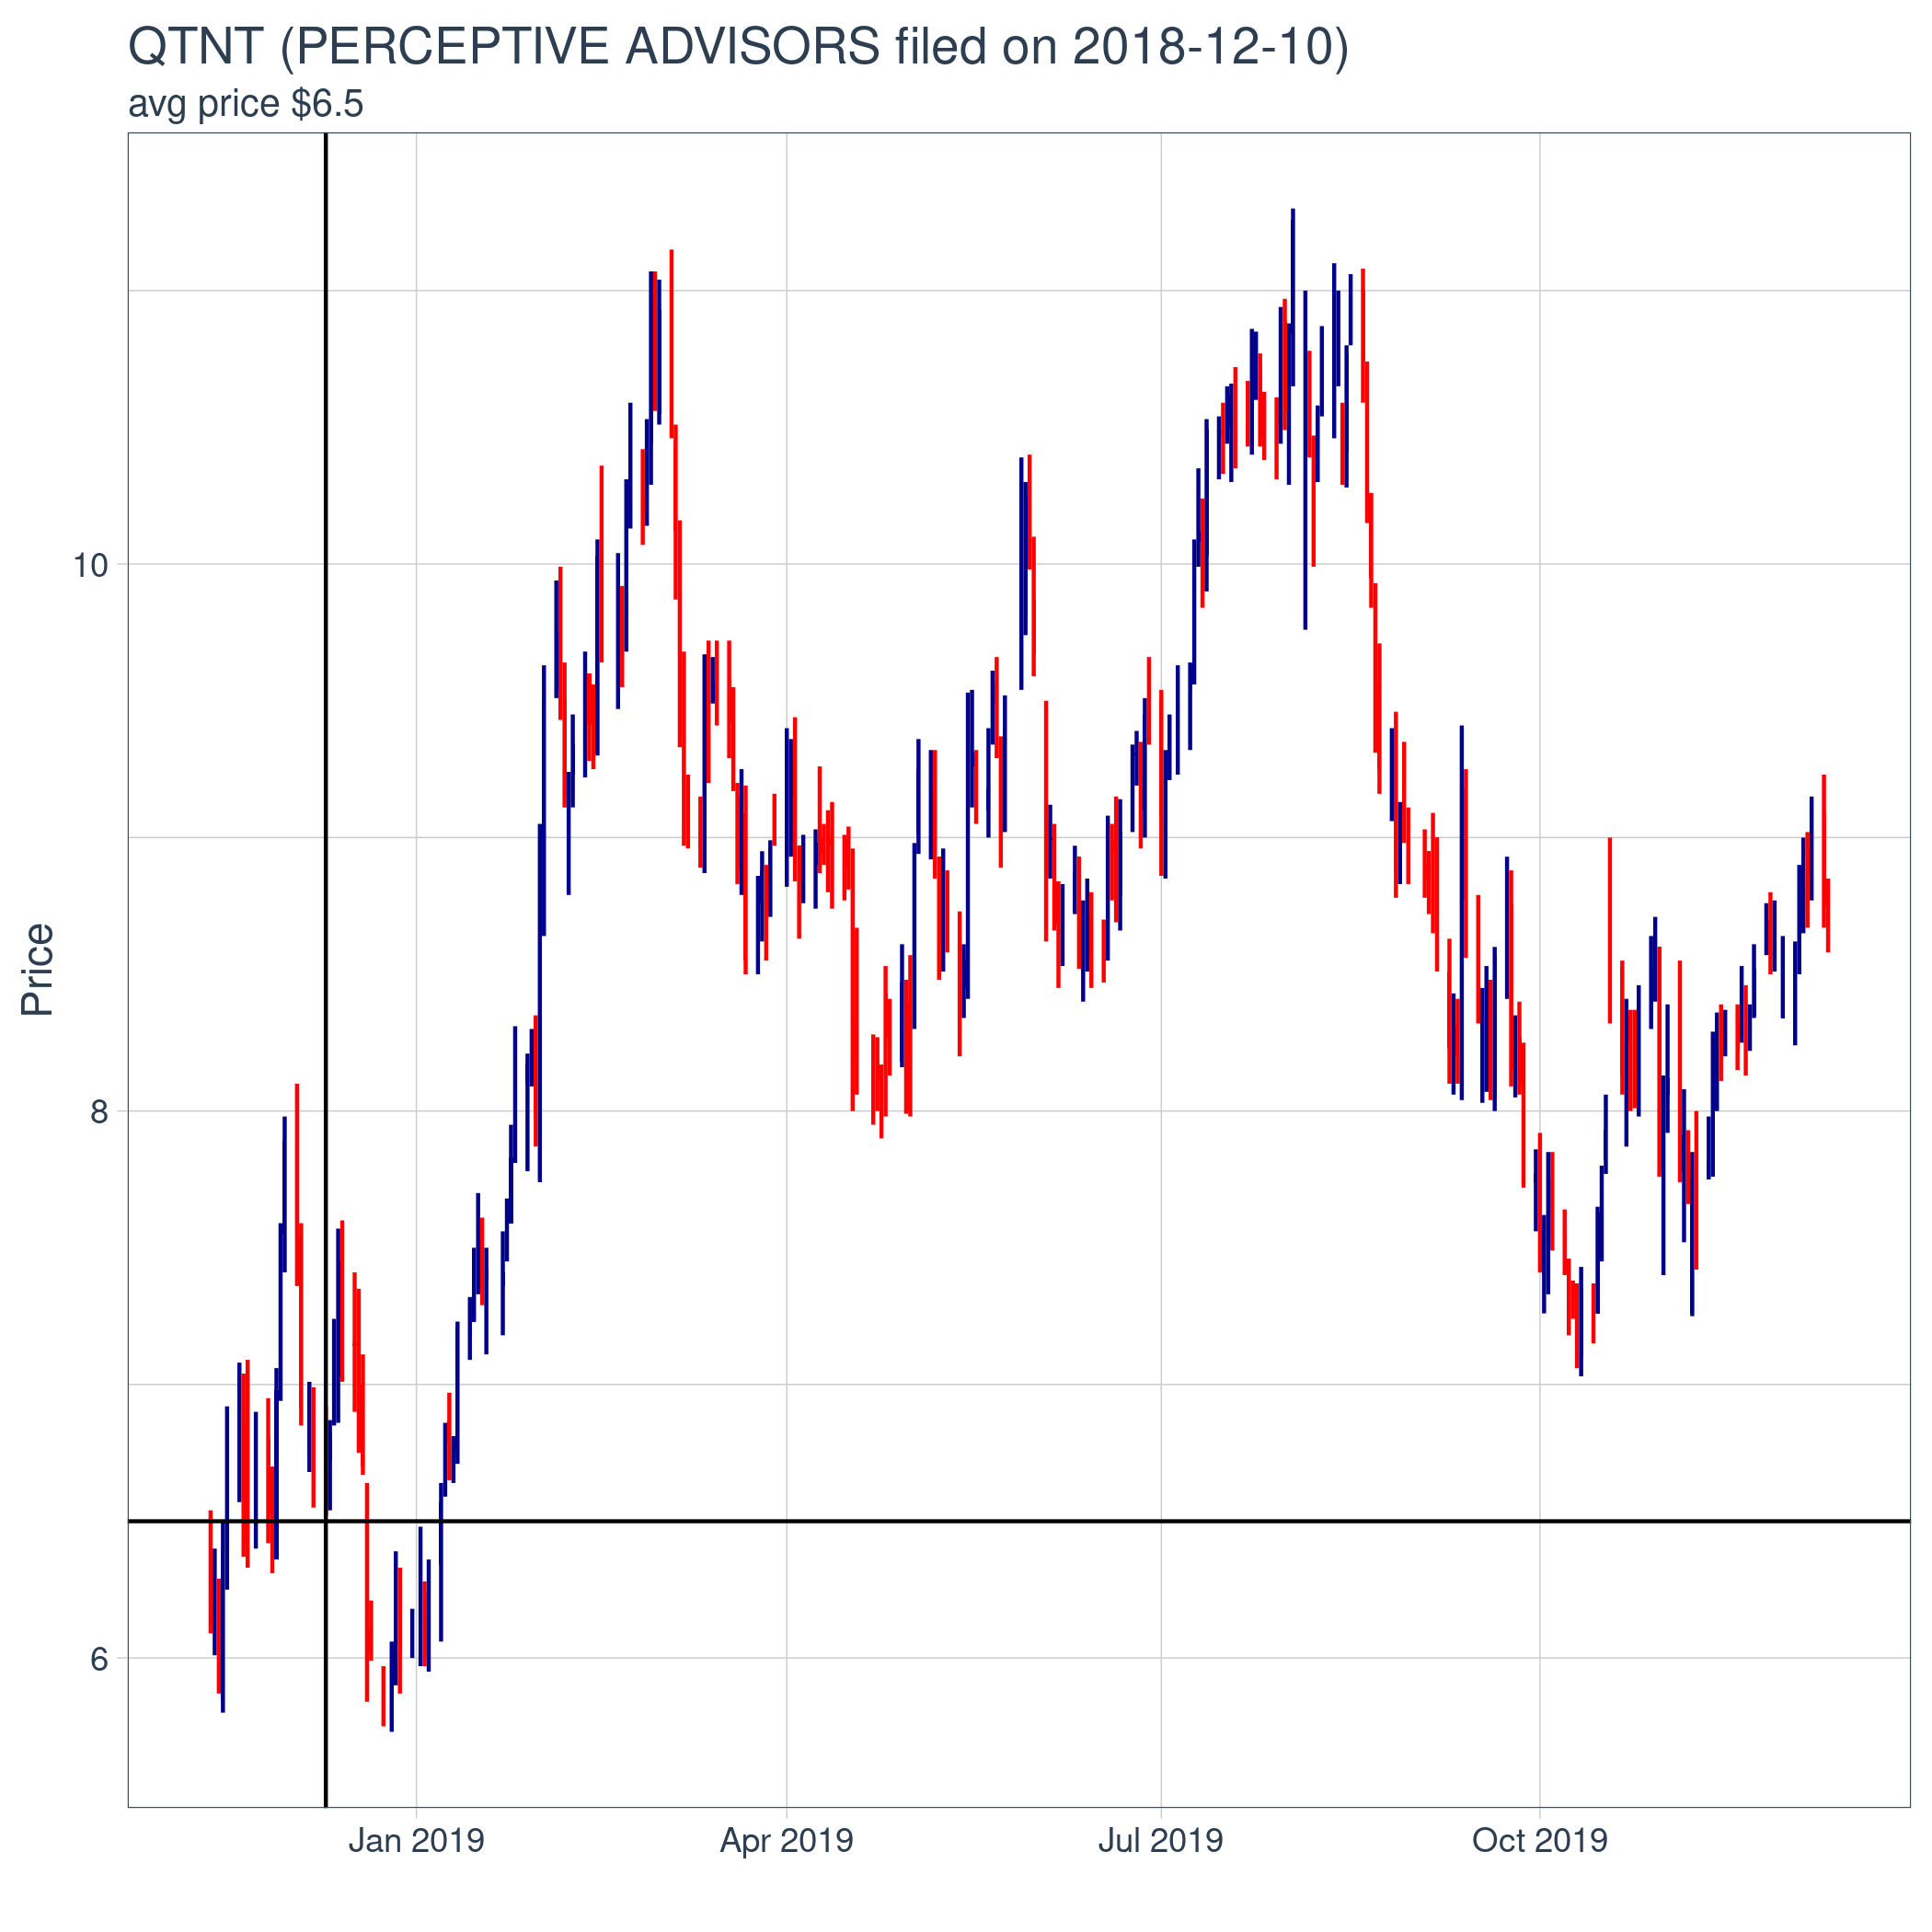 QTNT (PERCEPTIVE ADVISORS filed on 2018-12-10)
avg price $6.5
Price
10
8
6
Jan 2019
Apr 2019
Jul 2019
Oct 2019